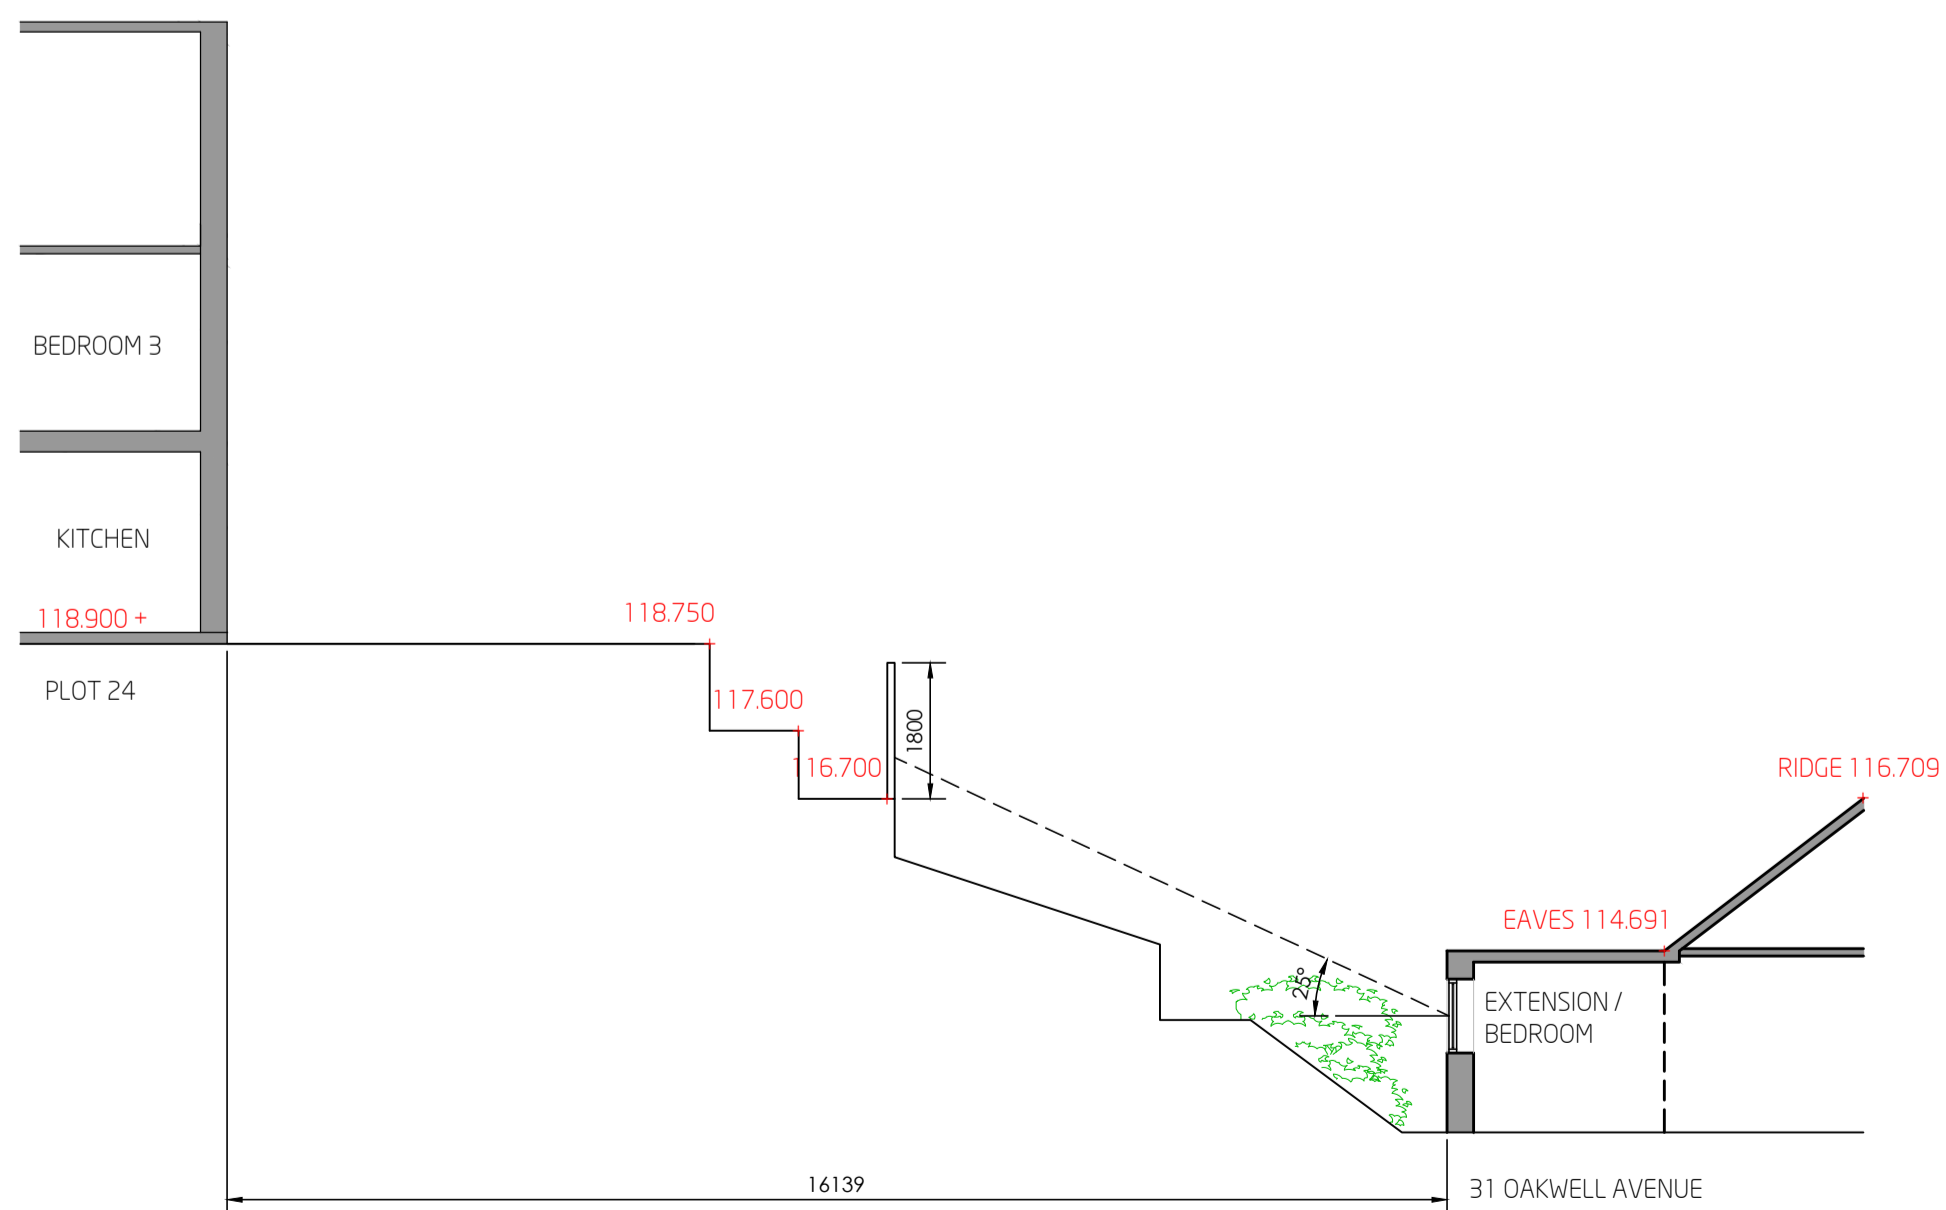 BEDROOM 3
KITCHEN
118.900 +
PLOT 24
118.750
117.600
116.700
1800
RIDGE 116.709
EAVES 114.691
25°
EXTENSION /
BEDROOM
16139
31 OAKWELL AVENUE